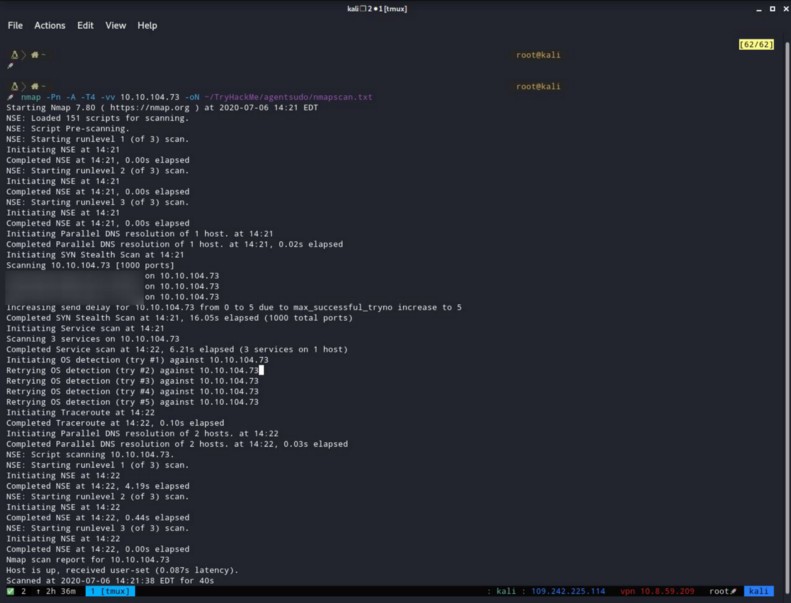 kali 2 1 [tmux]
File Actions Edit View Help
[62/62]
~ root@kali
~ root@kali
nmap -Pn -A -T4 -vv 10.10.104.73 -oN ~/TryHackMe/agentsudo/nmapscan.txt
Starting Nmap 7.80 ( https://nmap.org ) at 2020-07-06 14:21 EDT
NSE: Loaded 151 scripts for scanning.
NSE: Script Pre-scanning.
NSE: Starting runlevel 1 (of 3) scan.
Initiating NSE at 14:21
Completed NSE at 14:21, 0.00s elapsed
NSE: Starting runlevel 2 (of 3) scan.
Initiating NSE at 14:21
Completed NSE at 14:21, 0.00s elapsed
NSE: Starting runlevel 3 (of 3) scan.
Initiating NSE at 14:21
Completed NSE at 14:21, 0.00s elapsed
Initiating Parallel DNS resolution of 1 host. at 14:21
Completed Parallel DNS resolution of 1 host. at 14:21, 0.02s elapsed
Initiating SYN Stealth Scan at 14:21
Scanning 10.10.104.73 [1000 ports]
on 10.10.104.73
on 10.10.104.73
on 10.10.104.73
Increasing send delay for 10.10.104.73 from 0 to 5 due to max_successful_tryno increase to 5
Completed SYN Stealth Scan at 14:21, 16.05s elapsed (1000 total ports)
Initiating Service scan at 14:21
Scanning 3 services on 10.10.104.73
Completed Service scan at 14:22, 6.21s elapsed (3 services on 1 host)
Initiating OS detection (try #1) against 10.10.104.73
Retrying OS detection (try #2) against 10.10.104.73
Retrying OS detection (try #3) against 10.10.104.73
Retrying OS detection (try #4) against 10.10.104.73
Retrying OS detection (try #5) against 10.10.104.73
Initiating Traceroute at 14:22
Completed Traceroute at 14:22, 0.10s elapsed
Initiating Parallel DNS resolution of 2 hosts. at 14:22
Completed Parallel DNS resolution of 2 hosts. at 14:22, 0.03s elapsed
NSE: Script scanning 10.10.104.73.
NSE: Starting runlevel 1 (of 3) scan.
Initiating NSE at 14:22
Completed NSE at 14:22, 4.19s elapsed
NSE: Starting runlevel 2 (of 3) scan.
Initiating NSE at 14:22
Completed NSE at 14:22, 0.44s elapsed
NSE: Starting runlevel 3 (of 3) scan.
Initiating NSE at 14:22
Completed NSE at 14:22, 0.00s elapsed
Nmap scan report for 10.10.104.73
Host is up, received user-set (0.087s latency).
Scanned at 2020-07-06 14:21:38 EDT for 40s
2 ↑ 2h 36m 1 [tmux] : kali : 109.242.225.114 vpn 10.8.59.209 root kali